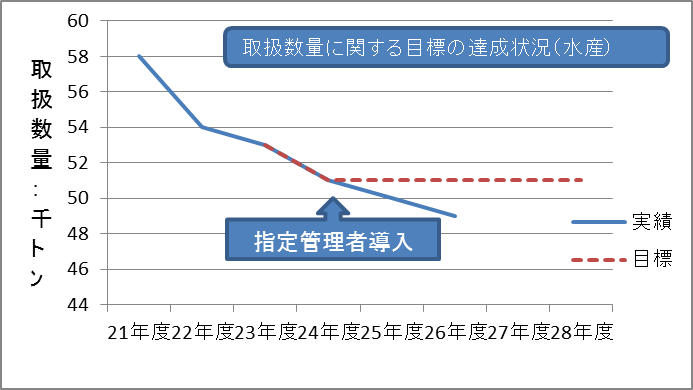 取扱数量に関する目標の達成状況（水産）
取扱数量：千トン
60
58
56
54
52
50
48
46
44
指定管理者導入
実績
目標
21年度 22年度 23年度 24年度 25年度 26年度 27年度 28年度